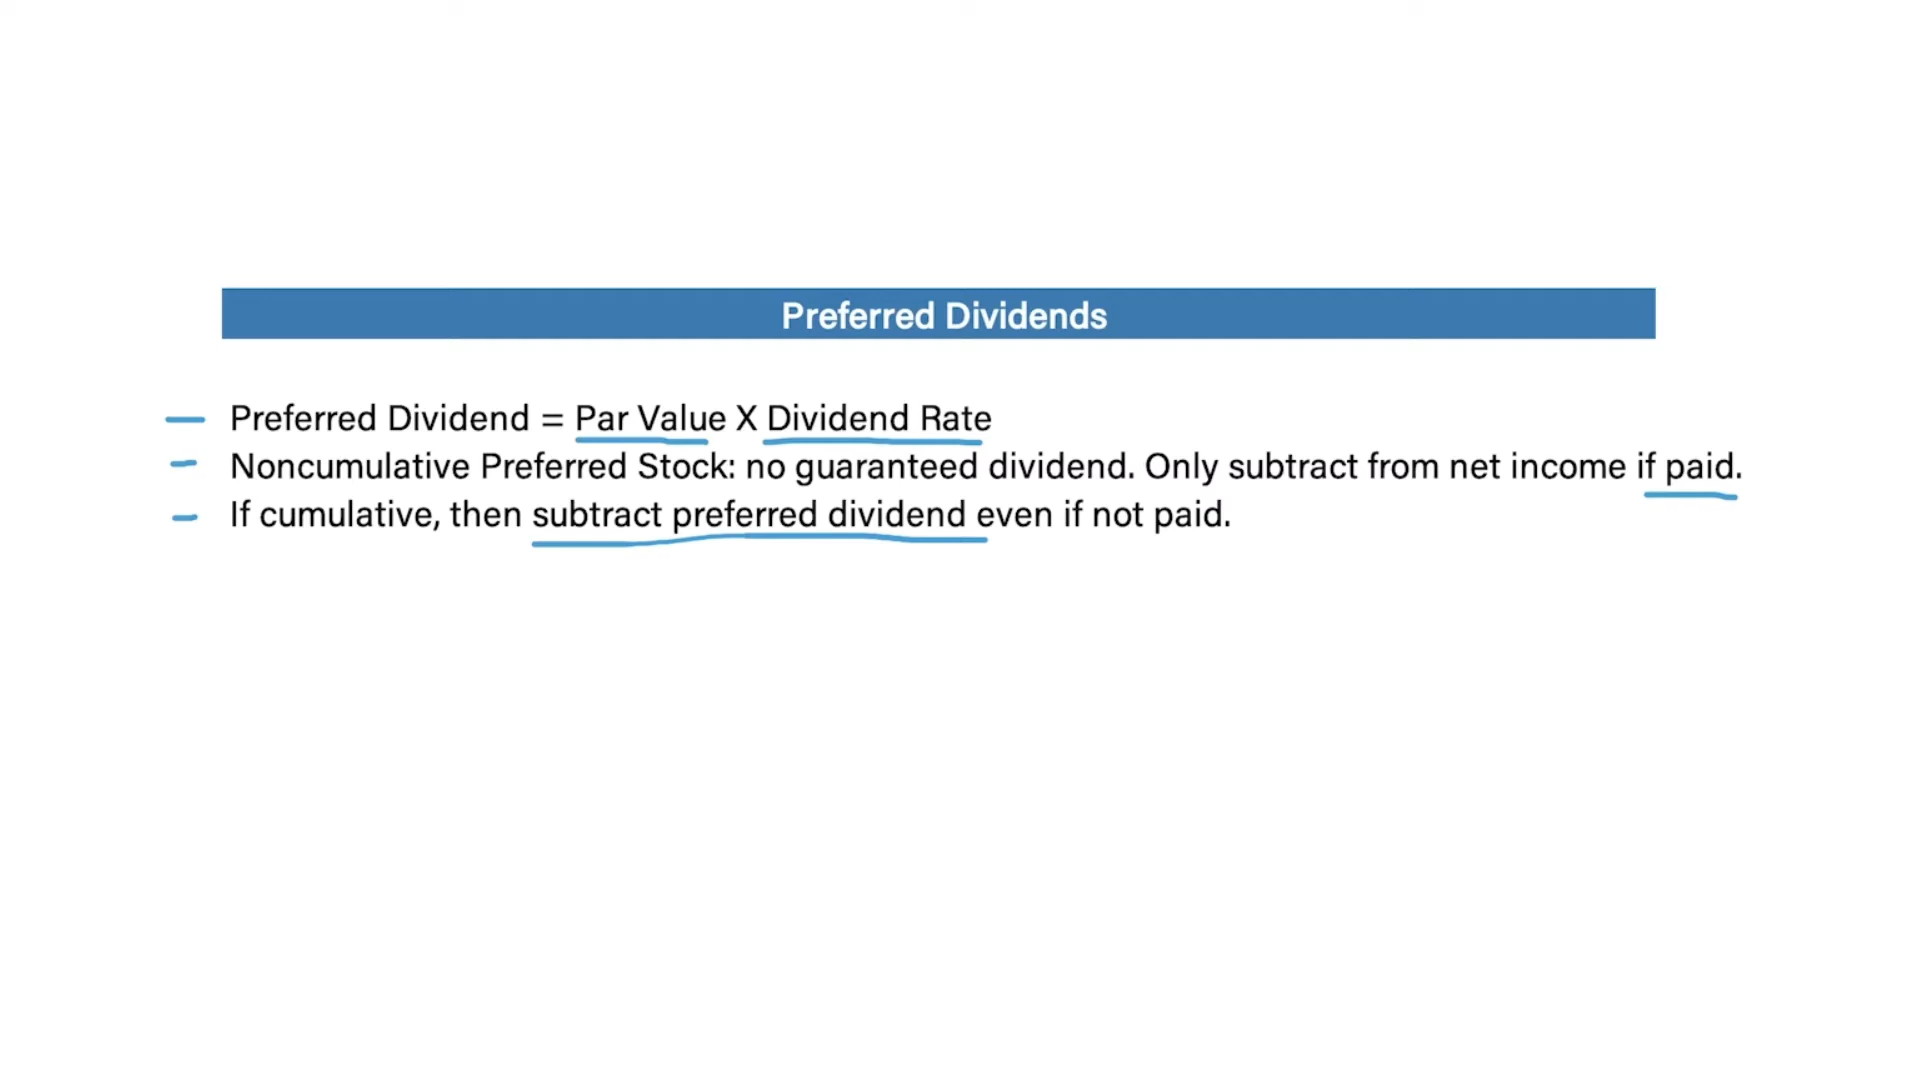 Preferred Dividends
Preferred Dividend = Par Value X Dividend Rate
Noncumulative Preferred Stock: no guaranteed dividend. Only subtract from net income if paid.
If cumulative, then subtract preferred dividend even if not paid.